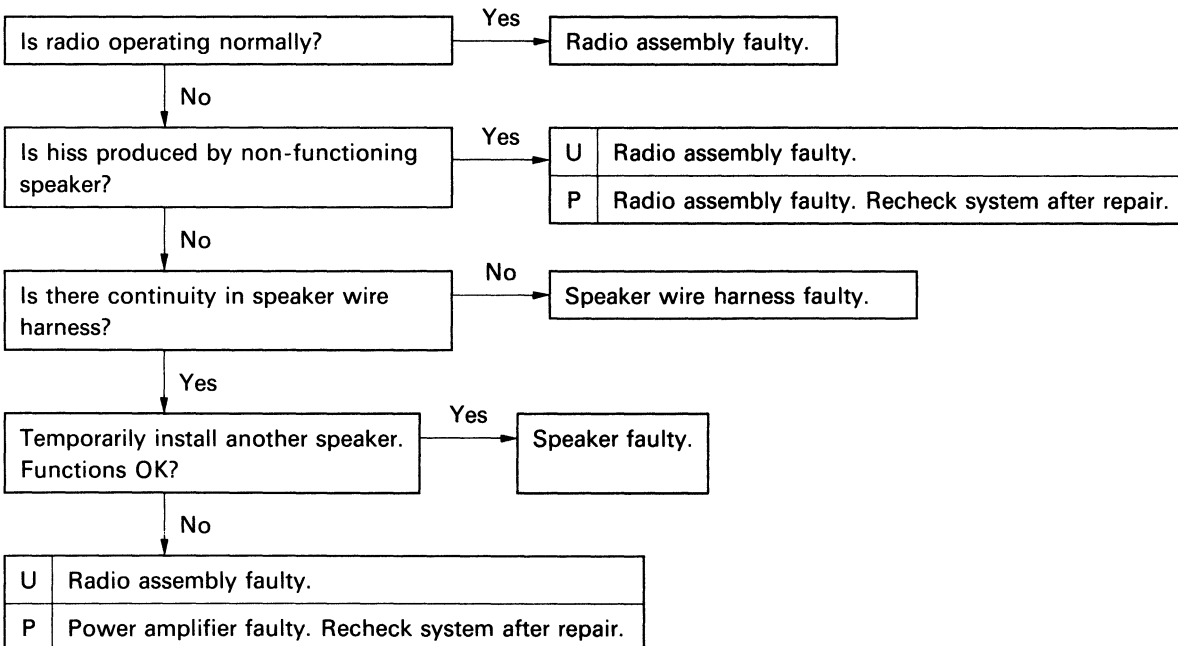 Is radio operating normally?
Yes
Radio assembly faulty.
No
Is hiss produced by non-functioning
speaker?
Yes
U Radio assembly faulty.
P Radio assembly faulty. Recheck system after repair.
No
Is there continuity in speaker wire
harness?
No
Speaker wire harness faulty.
Yes
Temporarily install another speaker.
Functions OK?
Yes
Speaker faulty.
No
U Radio assembly faulty.
P Power amplifier faulty. Recheck system after repair.